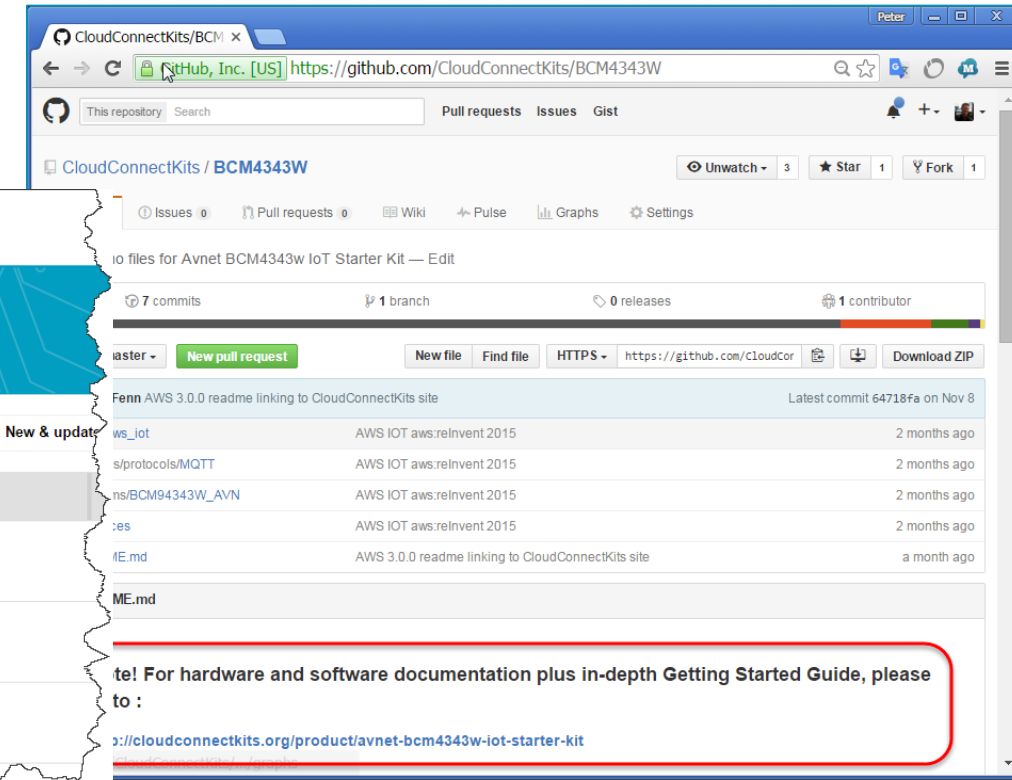 Peter
CloudConnectKits/BCM
GitHub, Inc. [US] https://github.com/CloudConnectKits/BCM4343W
This repository Search Pull requests Issues Gist
CloudConnectKits / BCM4343W Unwatch 3 Star 1 Fork 1
Issues 0 Pull requests 0 Wiki Pulse Graphs Settings
files for Avnet BCM4343w IoT Starter Kit — Edit
7 commits 1 branch 0 releases 1 contributor
aster New pull request New file Find file HTTPS https://github.com/CloudCor Download ZIP
Fenn AWS 3.0.0 readme linking to CloudConnectKits site Latest commit 64718fa on Nov 8
New & update
ws_iot AWS IOT aws:reInvent 2015 2 months ago
s/protocols/MQTT AWS IOT aws:reInvent 2015 2 months ago
ms/BCM94343W_AVN AWS IOT aws:reInvent 2015 2 months ago
ces AWS IOT aws:reInvent 2015 2 months ago
ME.md AWS 3.0.0 readme linking to CloudConnectKits site a month ago
ME.md
te! For hardware and software documentation plus in-depth Getting Started Guide, please
to :
p://cloudconnectkits.org/product/avnet-bcm4343w-iot-starter-kit
CloudConnectKits/.../graphs